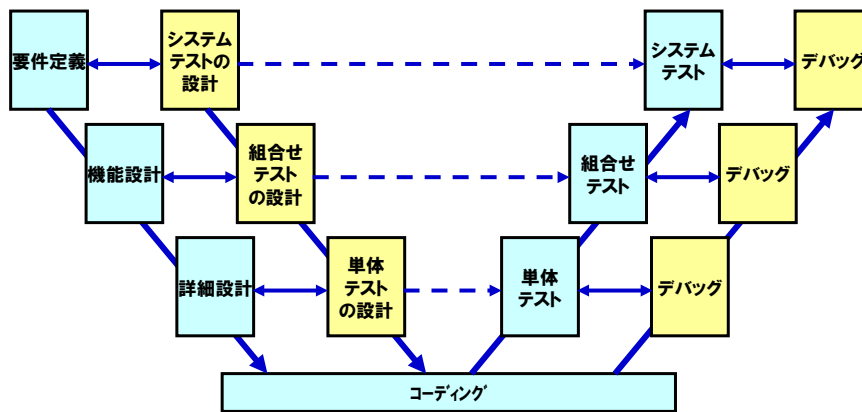 要件定義
システム
テストの
設計
システム
テスト
デバッグ
機能設計
組合せ
テスト
の設計
組合せ
テスト
デバッグ
詳細設計
単体
テスト
の設計
単体
テスト
デバッグ
コーディング